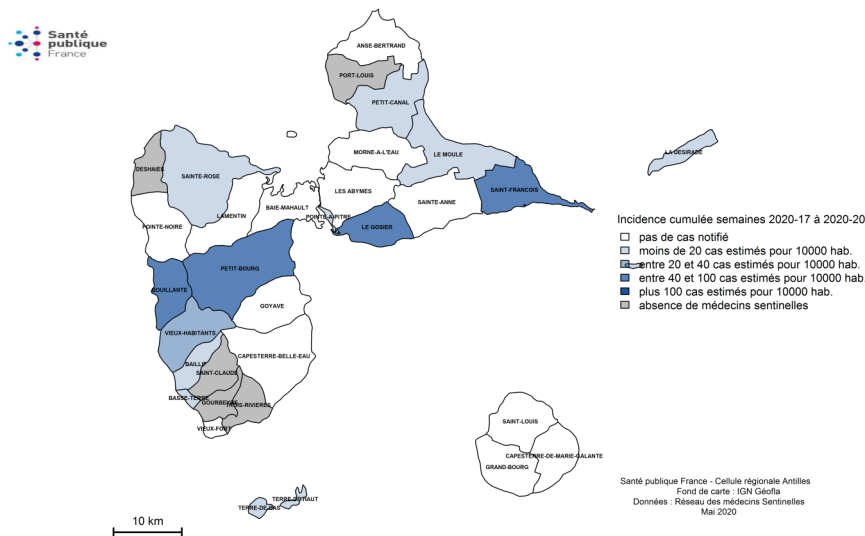 Santé
publique
France
ANSE-BERTRAND
PORT-LOUIS
PETIT-CANAL
MORNE-A-L'EAU
LE MOULE
LA DESIRADE
DESHAIES
SAINTE-ROSE
LES ABYMES
SAINT-FRANCOIS
SAINTE-ANNE
BAIE-MAHAULT
LAMENTIN
POINTE-A-PITRE
POINTE-NOIRE
LE GOSIER
PETIT-BOURG
BOUILLANTE
GOYAVE
VIEUX-HABITANTS
CAPESTERRE-BELLE-EAU
BAILLIF
SAINT-CLAUDE
BASSE-TERRE
GOURBEYRE
TROIS-RIVIERES
VIEUX-FORT
SAINT-LOUIS
CAPESTERRE-DE-MARIE-GALANTE
GRAND-BOURG
TERRE-DE-HAUT
TERRE-DE-BAS
10 km
Incidence cumulée semaines 2020-17 à 2020-20
pas de cas notifié
moins de 20 cas estimés pour 10000 hab.
entre 20 et 40 cas estimés pour 10000 hab.
entre 40 et 100 cas estimés pour 10000 hab.
plus 100 cas estimés pour 10000 hab.
absence de médecins sentinelles
Santé publique France - Cellule régionale Antilles
Fond de carte : IGN Géofla
Données : Réseau des médecins Sentinelles
Mai 2020